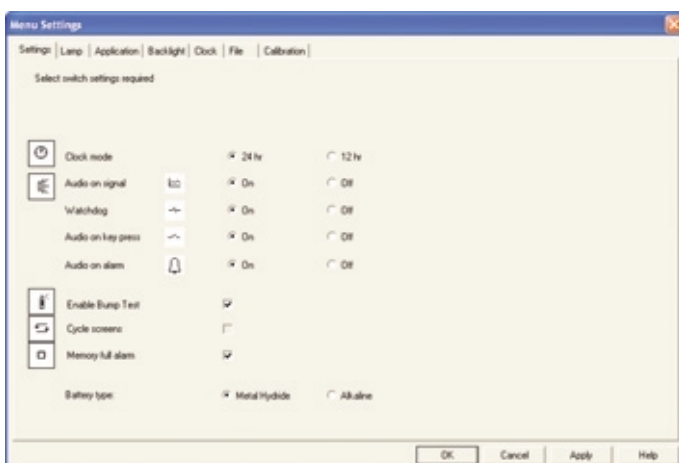 Menu Settings
Settings Lamp Application Backlight Clock File Calibration
Select switch settings required
Clock mode 24 hr 12 hr
Audio on signal On Off
Watchdog On Off
Audio on key press On Off
Audio on alarm On Off
Enable Bump Test
Cycle screens
Memory full alarm
Battery type: Metal Hydride Alkaline
OK Cancel Apply Help